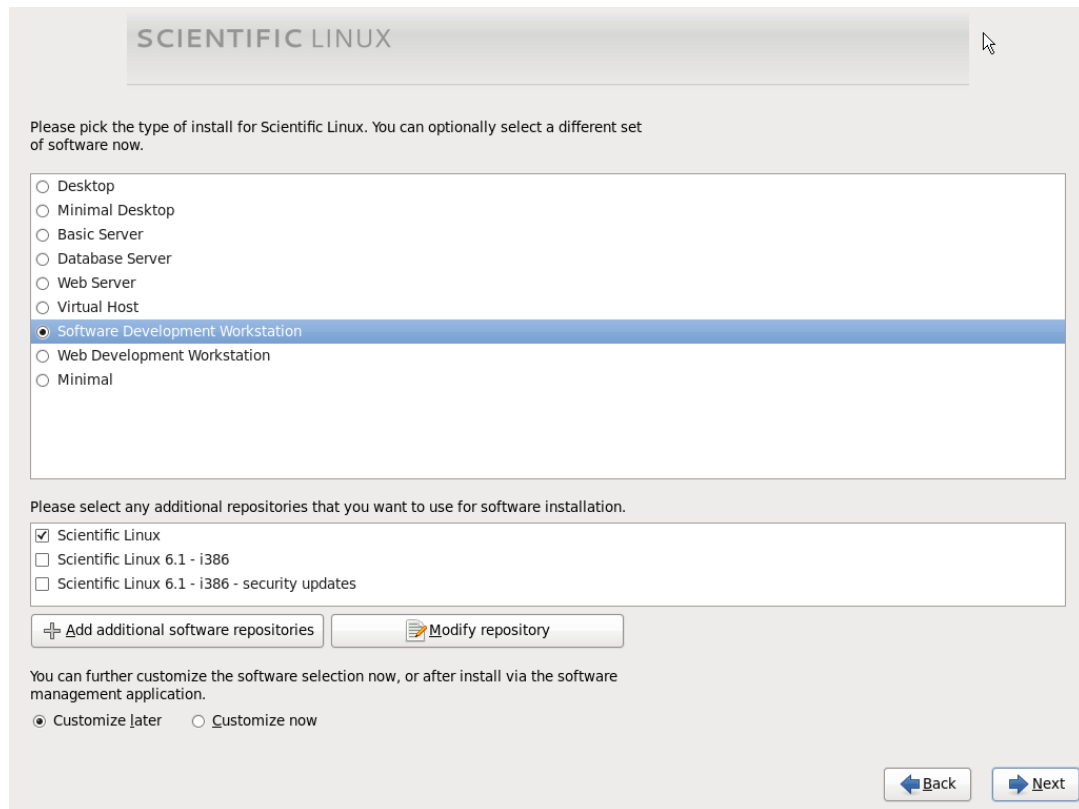 SCIENTIFIC LINUX
Please pick the type of install for Scientific Linux. You can optionally select a different set
of software now.
Desktop
Minimal Desktop
Basic Server
Database Server
Web Server
Virtual Host
Software Development Workstation
Web Development Workstation
Minimal
Please select any additional repositories that you want to use for software installation.
Scientific Linux
Scientific Linux 6.1 - i386
Scientific Linux 6.1 - i386 - security updates
Add additional software repositories Modify repository
You can further customize the software selection now, or after install via the software
management application.
Customize later Customize now
Back Next